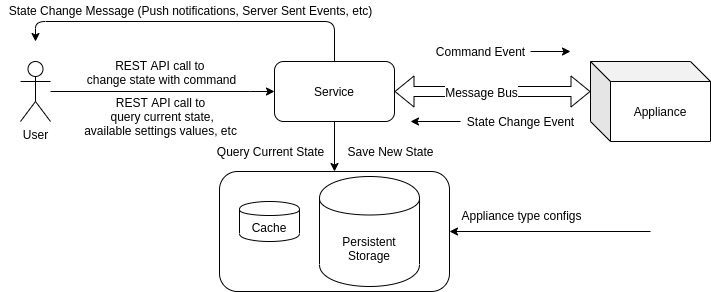 State Change Message (Push notifications, Server Sent Events, etc)
Command Event
REST API call to
change state with command
User
REST API call to
query current state,
available settings values, etc
Service
Message Bus
Appliance
State Change Event
Query Current State
Save New State
Cache
Persistent
Storage
Appliance type configs